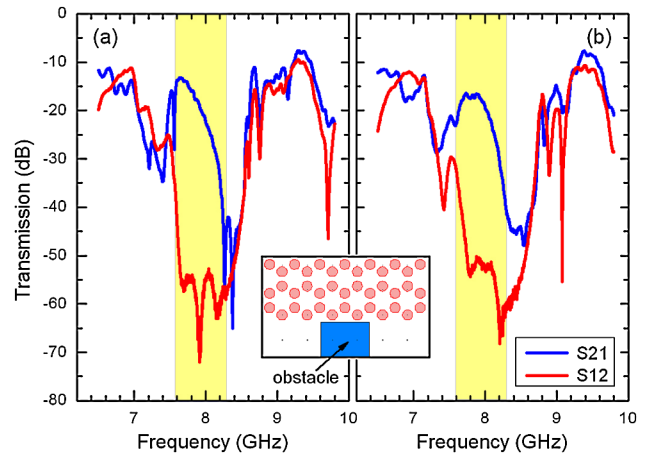 (a)
(b)
Transmission (dB)
0
-10
-20
-30
-40
-50
-60
-70
-80
obstacle
S21
S12
7
8
9
10
7
8
9
10
Frequency (GHz)
Frequency (GHz)